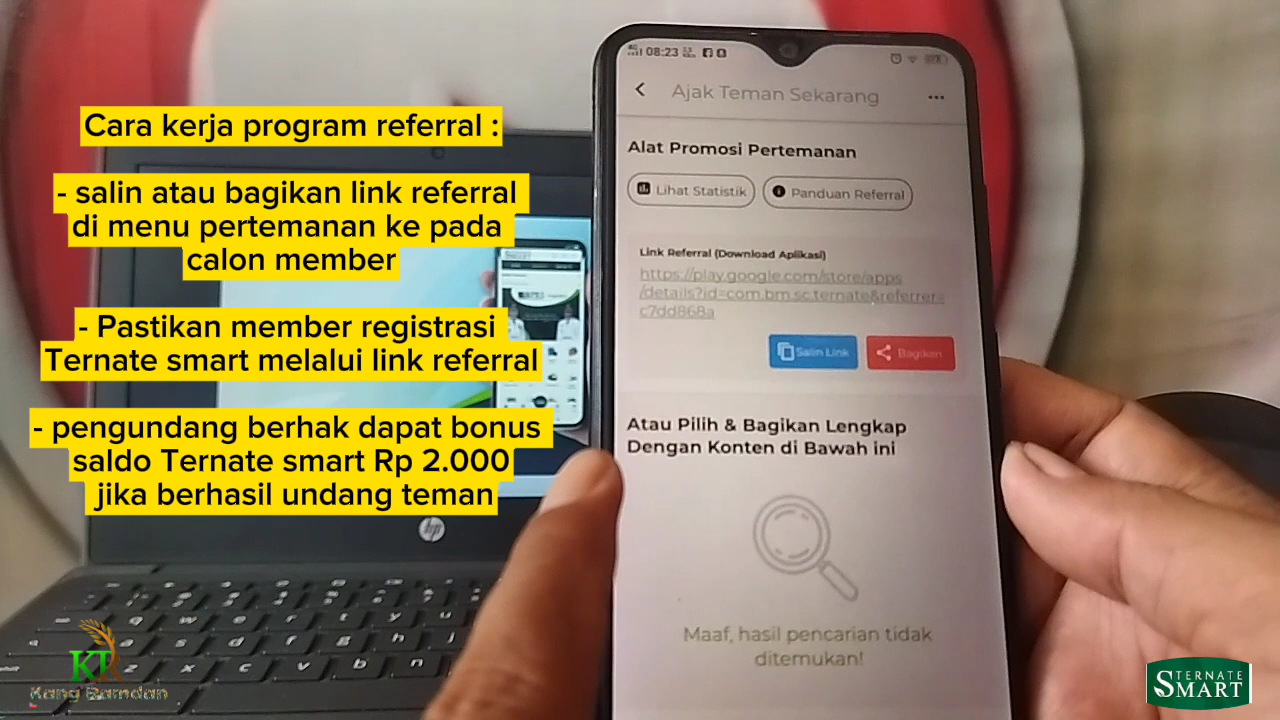 Cara kerja program referral :
- salin atau bagikan link referral
di menu pertemanan ke pada
calon member
- Pastikan member registrasi
Ternate smart melalui link referral
- pengundang berhak dapat bonus
saldo Ternate smart Rp 2.000
jika berhasil undang teman
08:23
Ajak Teman Sekarang
Alat Promosi Pertemanan
Lihat Statistik
Panduan Referral
Link Referral (Download Aplikasi)
https://play.google.com/store/apps
/details?id=com.bm.sc.ternate&referrer=
c7dd868a
Salin Link
Bagikan
Atau Pilih & Bagikan Lengkap
Dengan Konten di Bawah ini
Maaf, hasil pencarian tidak
ditemukan!
hp
KR
Kang Ramdan
TERNATE
SMART